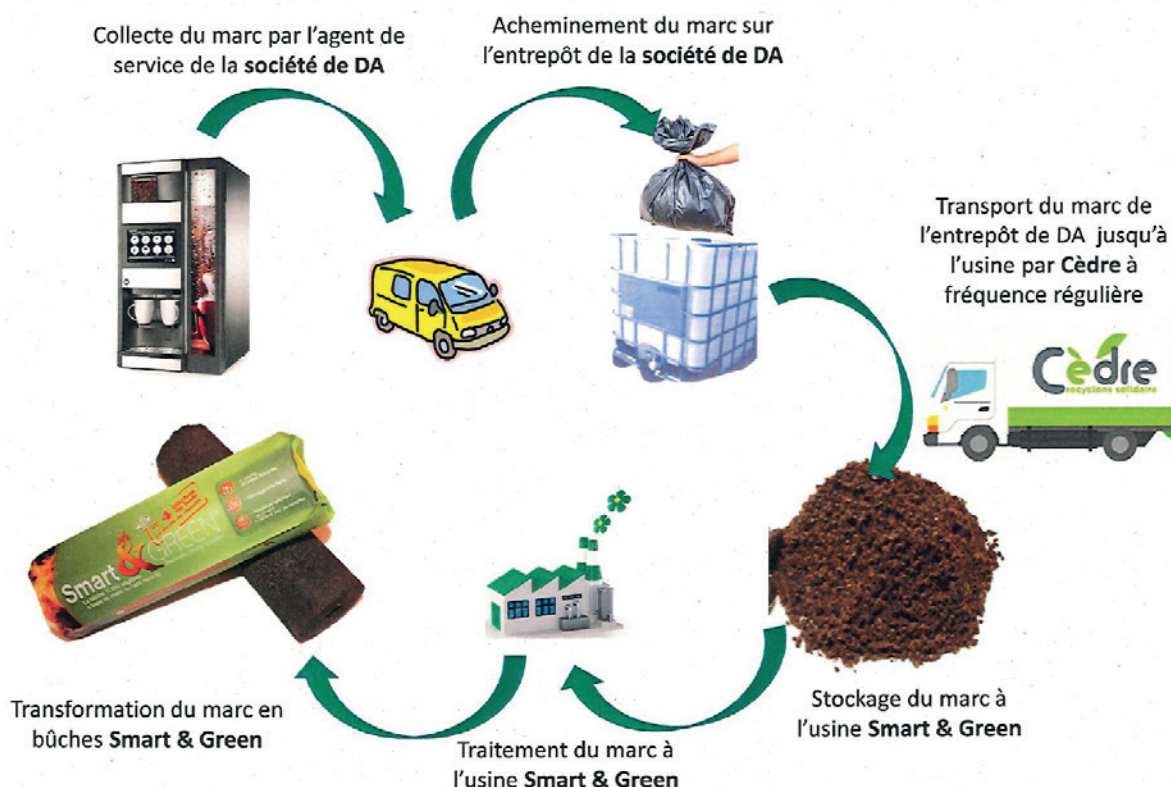 Collecte du marc par l'agent de
service de la société de DA
Acheminement du marc sur
l'entrepôt de la société de DA
Transport du marc de
l'entrepôt de DA jusqu'à
l'usine par Cèdre à
fréquence régulière
Cèdre
recyclons solidaire
Smart & GREEN
Stockage du marc à
l'usine Smart & Green
Traitement du marc à
l'usine Smart & Green
Transformation du marc en
bûches Smart & Green